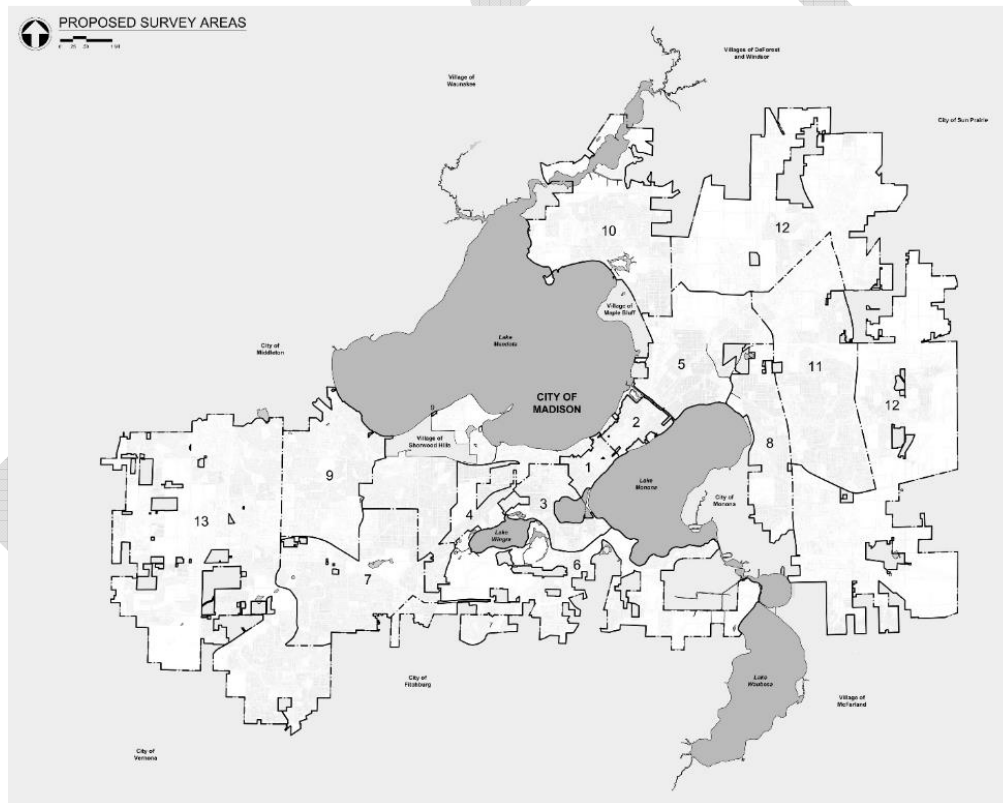 PROPOSED SURVEY AREAS
Villages of DeForest
and Windsor
Village of
Waunakee
City of Sun Prairie
10
12
Village of
Maple Bluff
Lake
Mendota
City of
Middleton
5
11
CITY OF
MADISON
12
2
Village of
Shorewood Hills
8
9
1
Lake
Monona
3
City of
Monona
4
13
Lake
Wingra
6
7
City of
Fitchburg
Lake
Waubesa
Village of
McFarland
City of
Verona